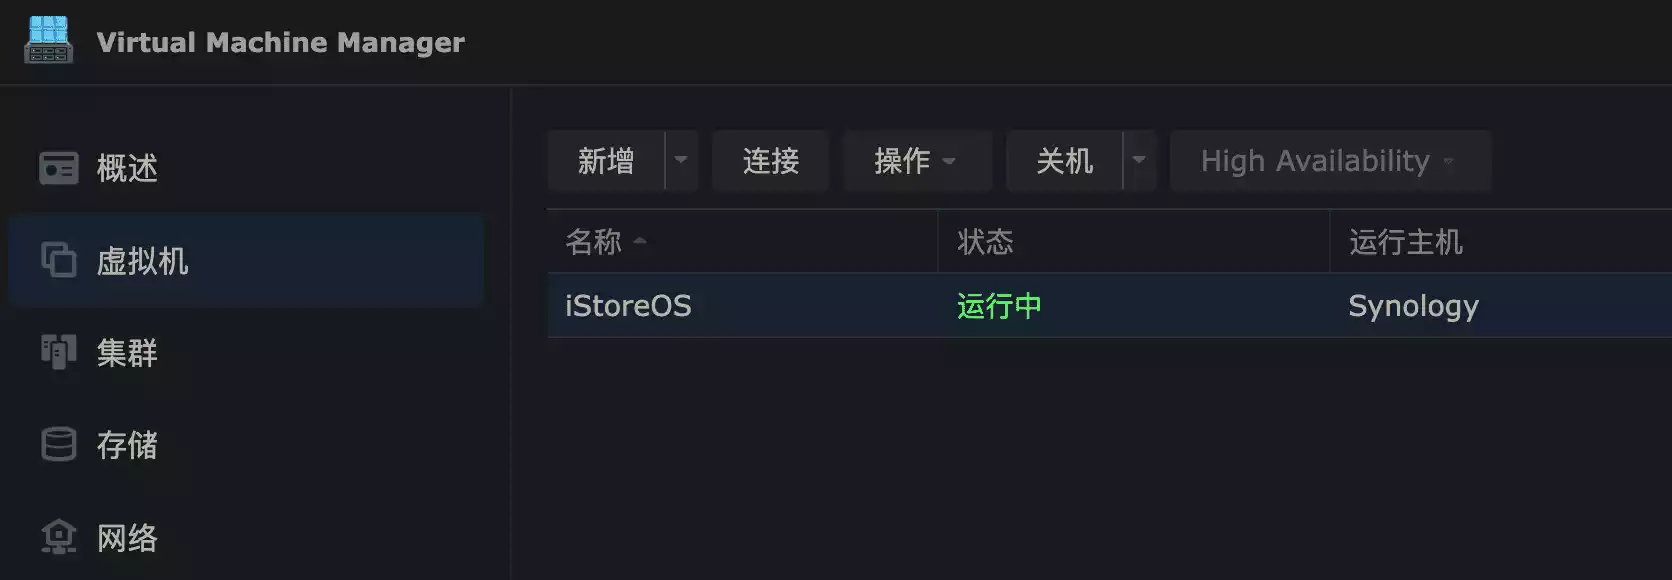 Virtual Machine Manager
概述
虚拟机
集群
存储
网络
新增 连接 操作 关机 High Availability
名称 状态 运行主机
iStoreOS 运行中 Synology